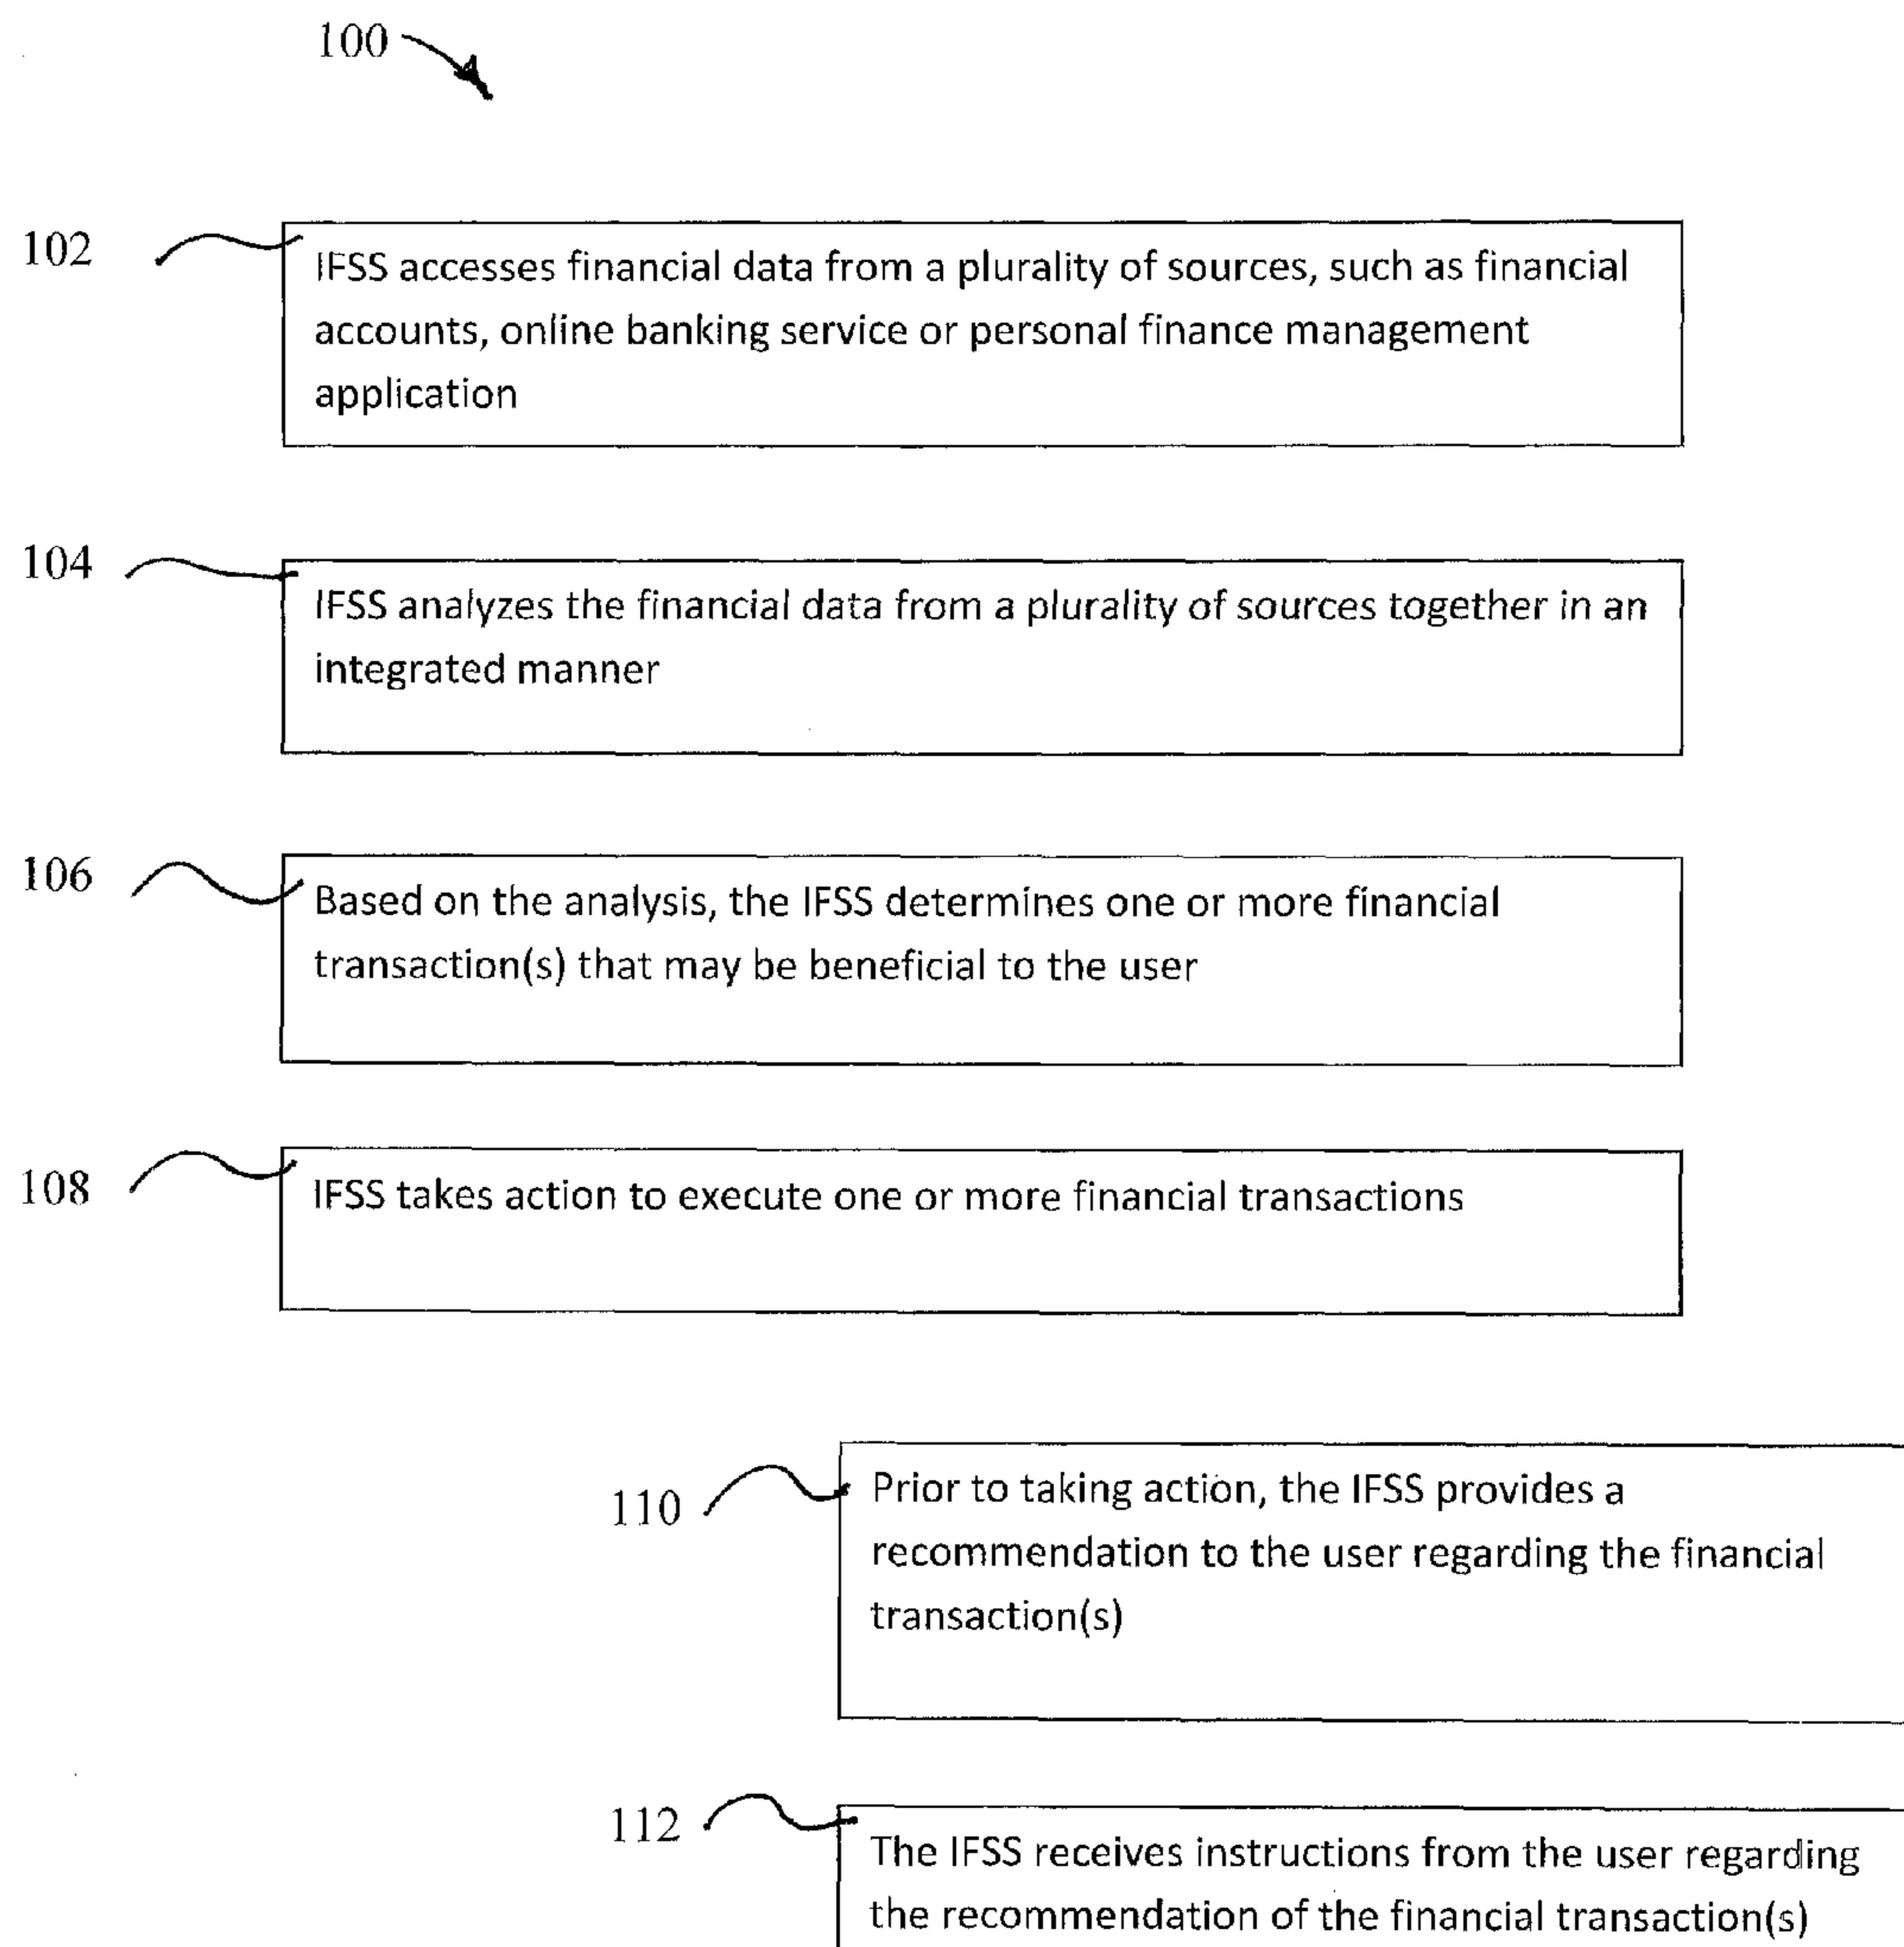 100
102
IFSS accesses financial data from a plurality of sources, such as financial
accounts, online banking service or personal finance management
application
104
IFSS analyzes the financial data from a plurality of sources together in an
integrated manner
106
Based on the analysis, the IFSS determines one or more financial
transaction(s) that may be beneficial to the user
108
IFSS takes action to execute one or more financial transactions
110
Prior to taking action, the IFSS provides a
recommendation to the user regarding the financial
transaction(s)
112
The IFSS receives instructions from the user regarding
the recommendation of the financial transaction(s)